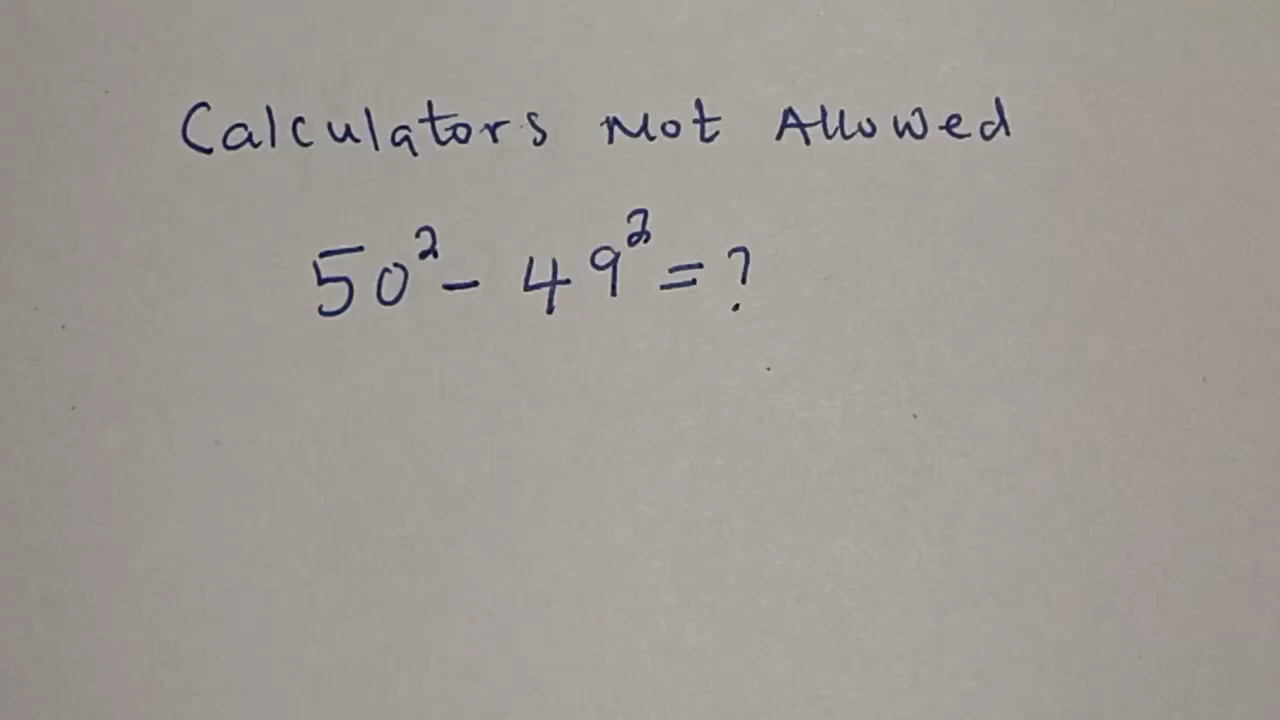 Calculators Not Allowed
50² - 49² = ?